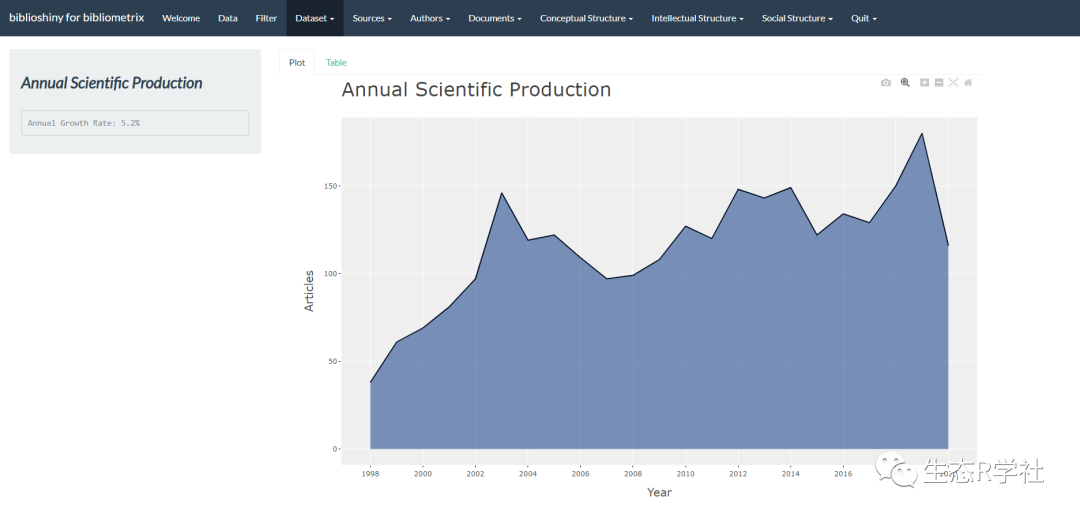 biblioshiny for bibliometrix Welcome Data Filter Dataset Sources Authors Documents Conceptual Structure Intellectual Structure Social Structure Quit
Annual Scientific Production
Annual Growth Rate: 5.2%
Plot Table
Annual Scientific Production
150
100
50
0
Articles
1998 2000 2002 2004 2006 2008 2010 2012 2014 2016
Year
生态R学社